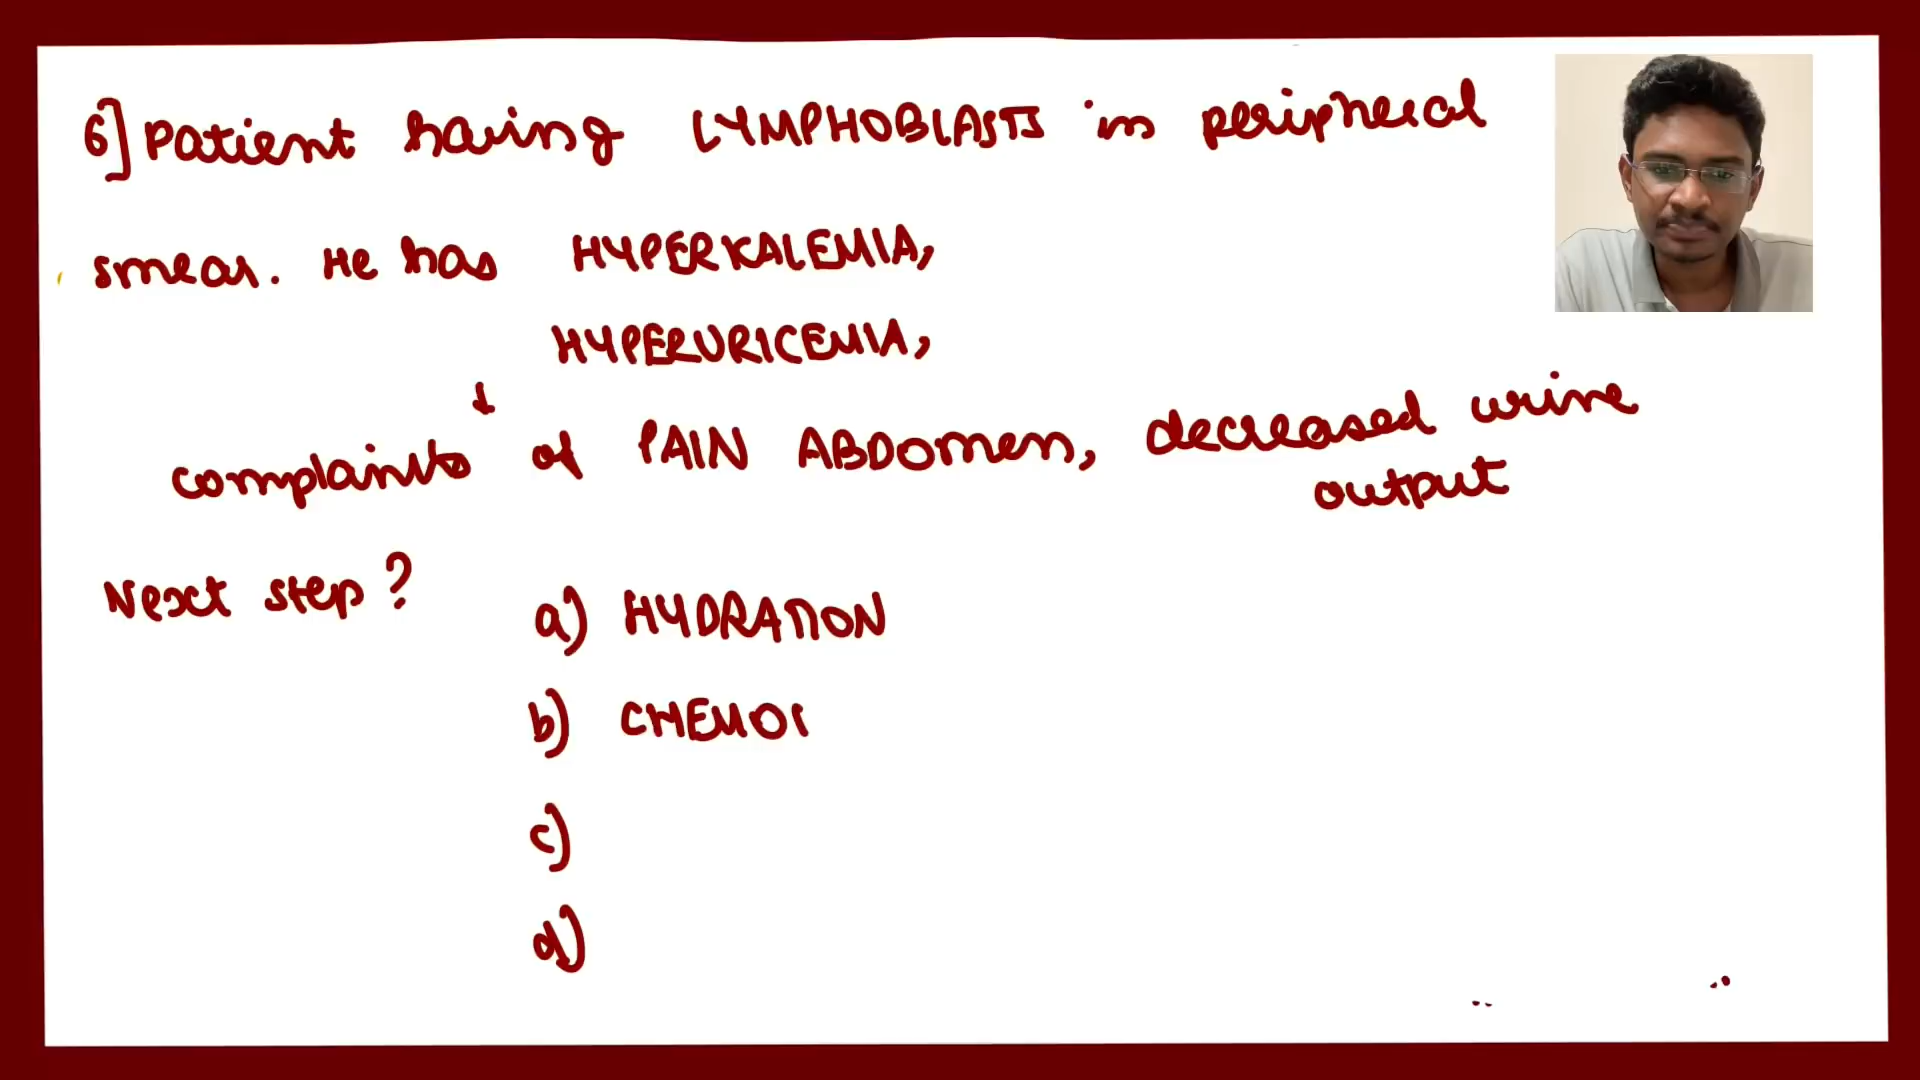 6] Patient having LYMPHOBLASTS in peripheral
smear. He has HYPERKALEMIA,
HYPERURICEMIA,
complaints of PAIN ABDOMEN, decreased urine
output
Next step?
a) HYDRATION
b) CHEMO
c)
d)